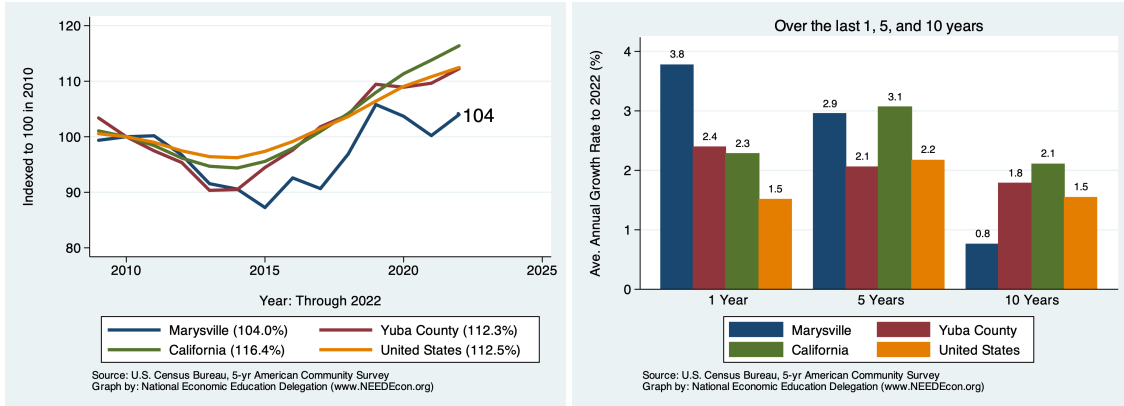 Indexed to 100 in 2010
120
110
100
90
80
104
2010
2015
2020
2025
Year: Through 2022
Marysville (104.0%)
Yuba County (112.3%)
California (116.4%)
United States (112.5%)
Source: U.S. Census Bureau, 5-yr American Community Survey
Graph by: National Economic Education Delegation (www.NEEDEcon.org)
Over the last 1, 5, and 10 years
Ave. Annual Growth Rate to 2022 (%)
4
3
2
1
0
3.8
2.4
2.3
1.5
2.9
2.1
3.1
2.2
0.8
1.8
2.1
1.5
1 Year
5 Years
10 Years
Marysville
Yuba County
California
United States
Source: U.S. Census Bureau, 5-yr American Community Survey
Graph by: National Economic Education Delegation (www.NEEDEcon.org)